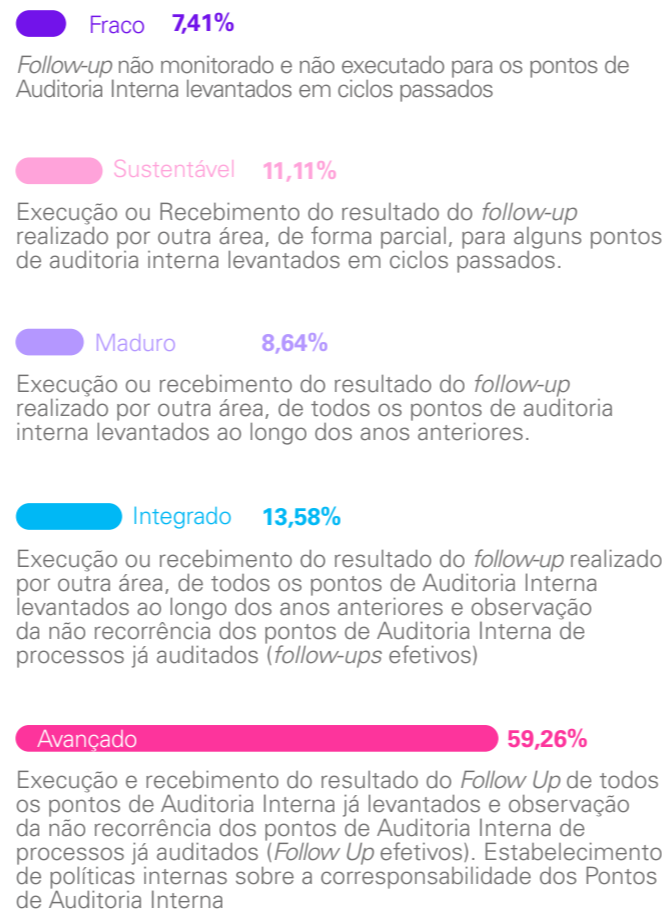 Fraco 7,41%
Follow-up não monitorado e não executado para os pontos de
Auditoria Interna levantados em ciclos passados
Sustentável 11,11%
Execução ou Recebimento do resultado do follow-up
realizado por outra área, de forma parcial, para alguns pontos
de auditoria interna levantados em ciclos passados.
Maduro 8,64%
Execução ou recebimento do resultado do follow-up
realizado por outra área, de todos os pontos de auditoria
interna levantados ao longo dos anos anteriores.
Integrado 13,58%
Execução ou recebimento do resultado do follow-up realizado
por outra área, de todos os pontos de Auditoria Interna
levantados ao longo dos anos anteriores e observação
da não recorrência dos pontos de Auditoria Interna de
processos já auditados (follow-ups efetivos)
Avançado 59,26%
Execução e recebimento do resultado do Follow Up de todos
os pontos de Auditoria Interna já levantados e observação
da não recorrência dos pontos de Auditoria Interna de
processos já auditados (Follow Up efetivos). Estabelecimento
de políticas internas sobre a corresponsabilidade dos Pontos
de Auditoria Interna